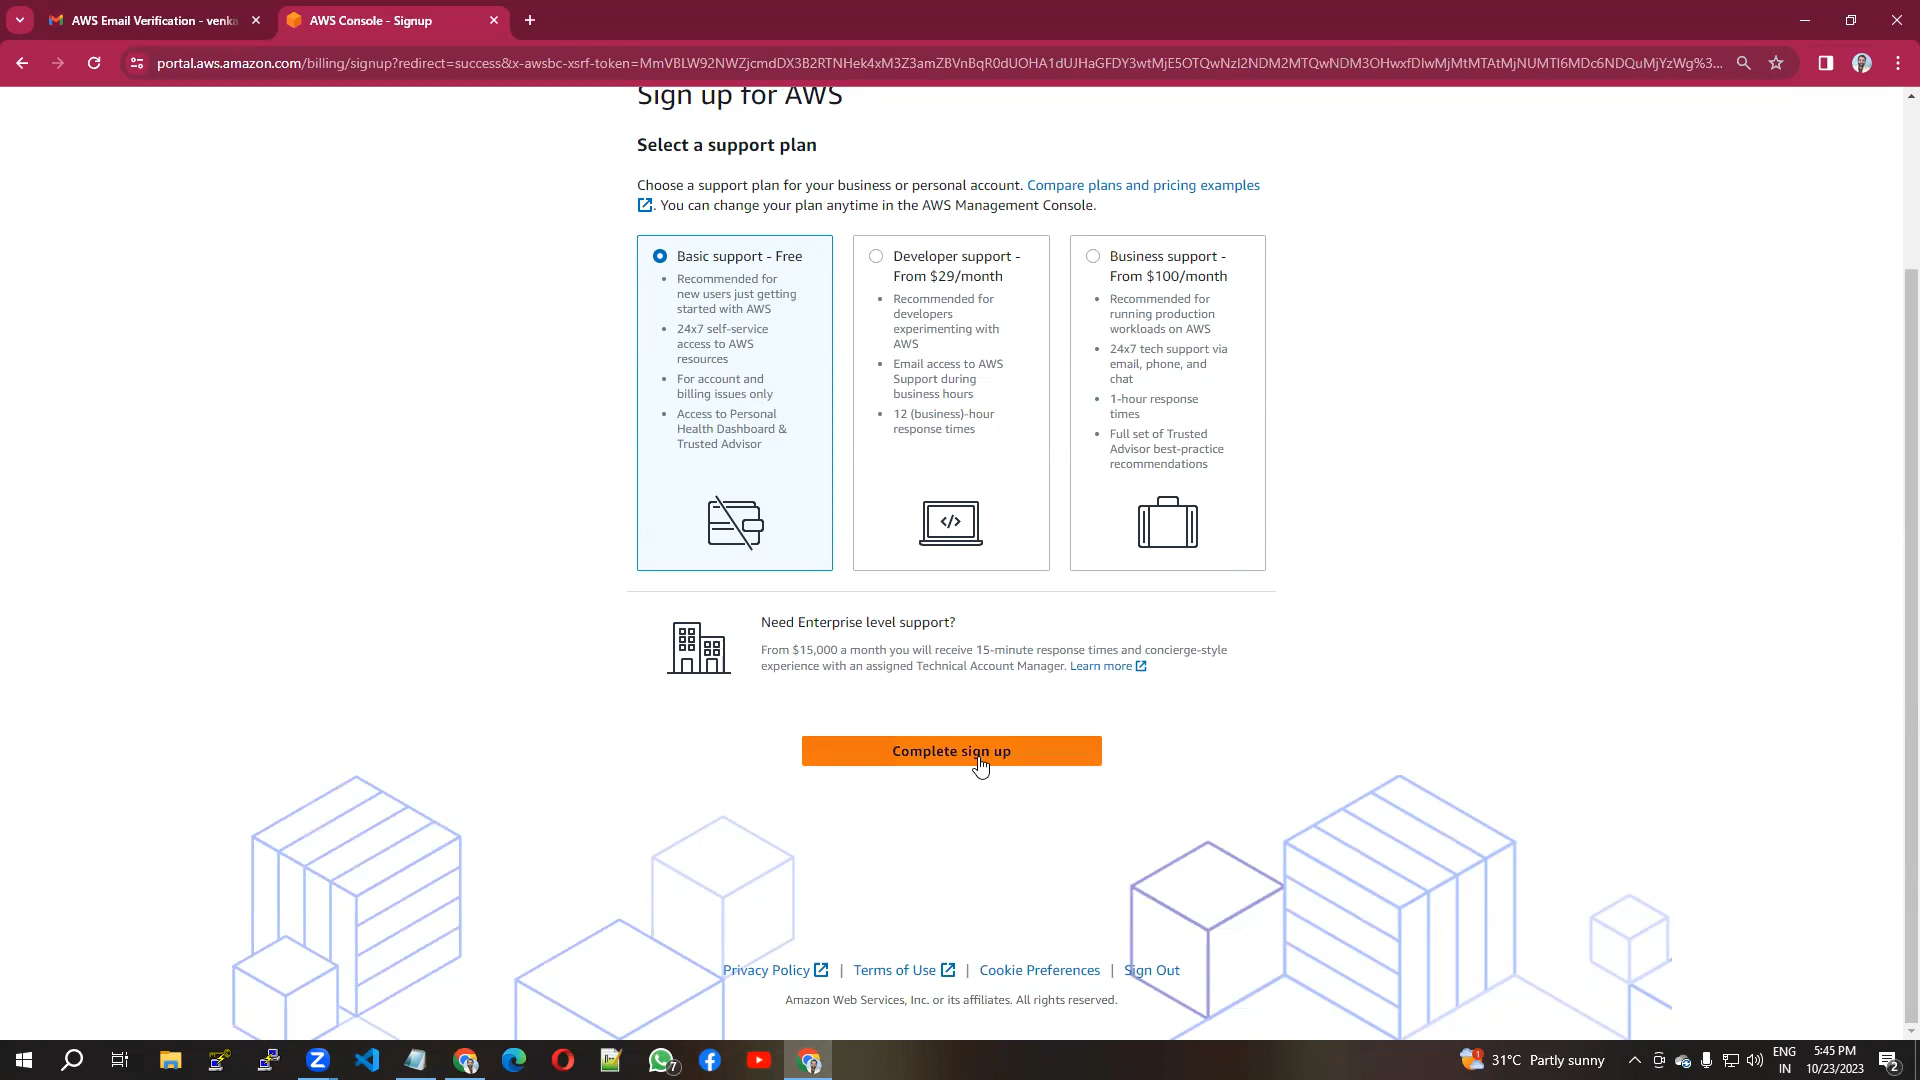 AWS Email Verification - venka
AWS Console - Signup
portal.aws.amazon.com/billing/signup?redirect=success&x-awsbc-xsrf-token=
Sign up for AWS
Select a support plan
Choose a support plan for your business or personal account. Compare plans and pricing examples
. You can change your plan anytime in the AWS Management Console.
Basic support - Free
Recommended for
new users just getting
started with AWS
24x7 self-service
access to AWS
resources
For account and
billing issues only
Access to Personal
Health Dashboard &
Trusted Advisor
Developer support -
From $29/month
Recommended for
developers
experimenting with
AWS
Email access to AWS
Support during
business hours
12 (business)-hour
response times
</>
Business support -
From $100/month
Recommended for
running production
workloads on AWS
24x7 tech support via
email, phone, and
chat
1-hour response
times
Full set of Trusted
Advisor best-practice
recommendations
Need Enterprise level support?
From $15,000 a month you will receive 15-minute response times and concierge-style
experience with an assigned Technical Account Manager. Learn more
Complete sign up
Privacy Policy | Terms of Use | Cookie Preferences | Sign Out
Amazon Web Services, Inc. or its affiliates. All rights reserved.
7
1
31°C Partly sunny
ENG
IN
5:45 PM
10/23/2023
2